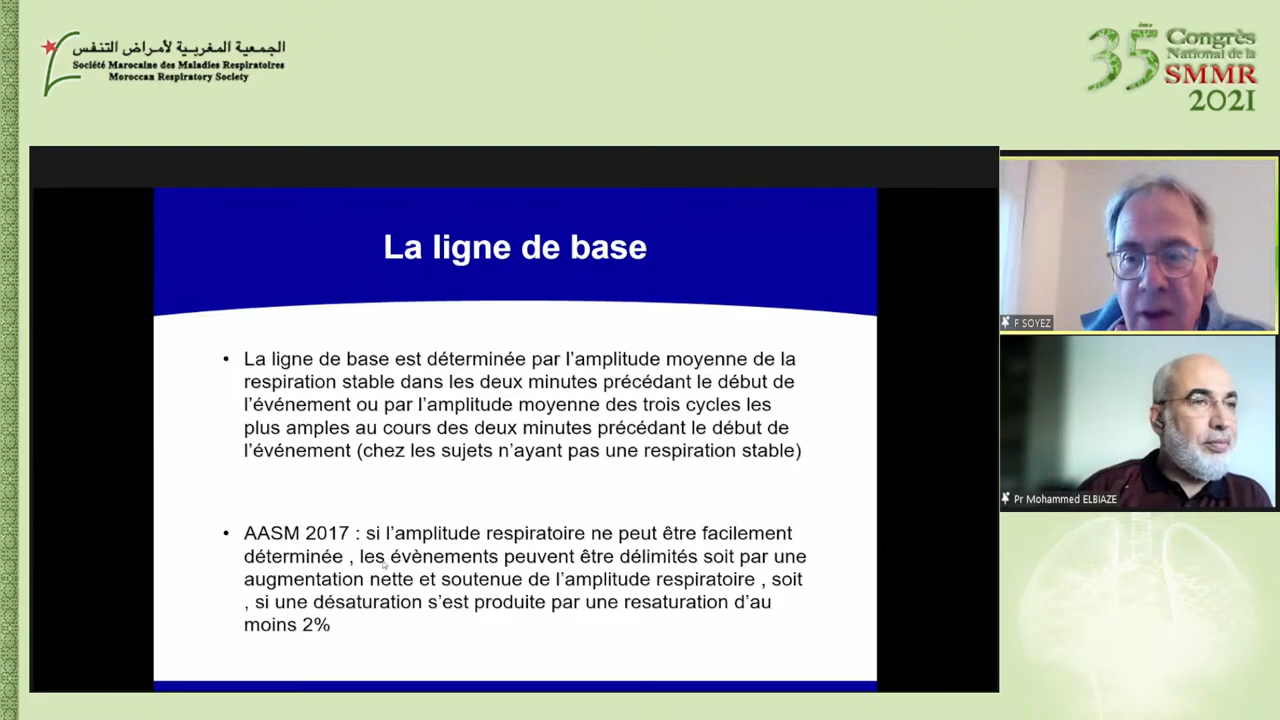 الجمعية المغربية لأمراض التنفس
Société Marocaine des Maladies Respiratoires
Moroccan Respiratory Society
35ème
Congrès
National de la
SMMR
2021
La ligne de base
• La ligne de base est déterminée par l’amplitude moyenne de la
respiration stable dans les deux minutes précédant le début de
l’événement ou par l’amplitude moyenne des trois cycles les
plus amples au cours des deux minutes précédant le début de
l’événement (chez les sujets n’ayant pas une respiration stable)
• AASM 2017 : si l’amplitude respiratoire ne peut être facilement
déterminée , les évènements peuvent être délimités soit par une
augmentation nette et soutenue de l’amplitude respiratoire , soit
, si une désaturation s’est produite par une resaturation d’au
moins 2%
F SOYEZ
Pr Mohammed ELBIAZE